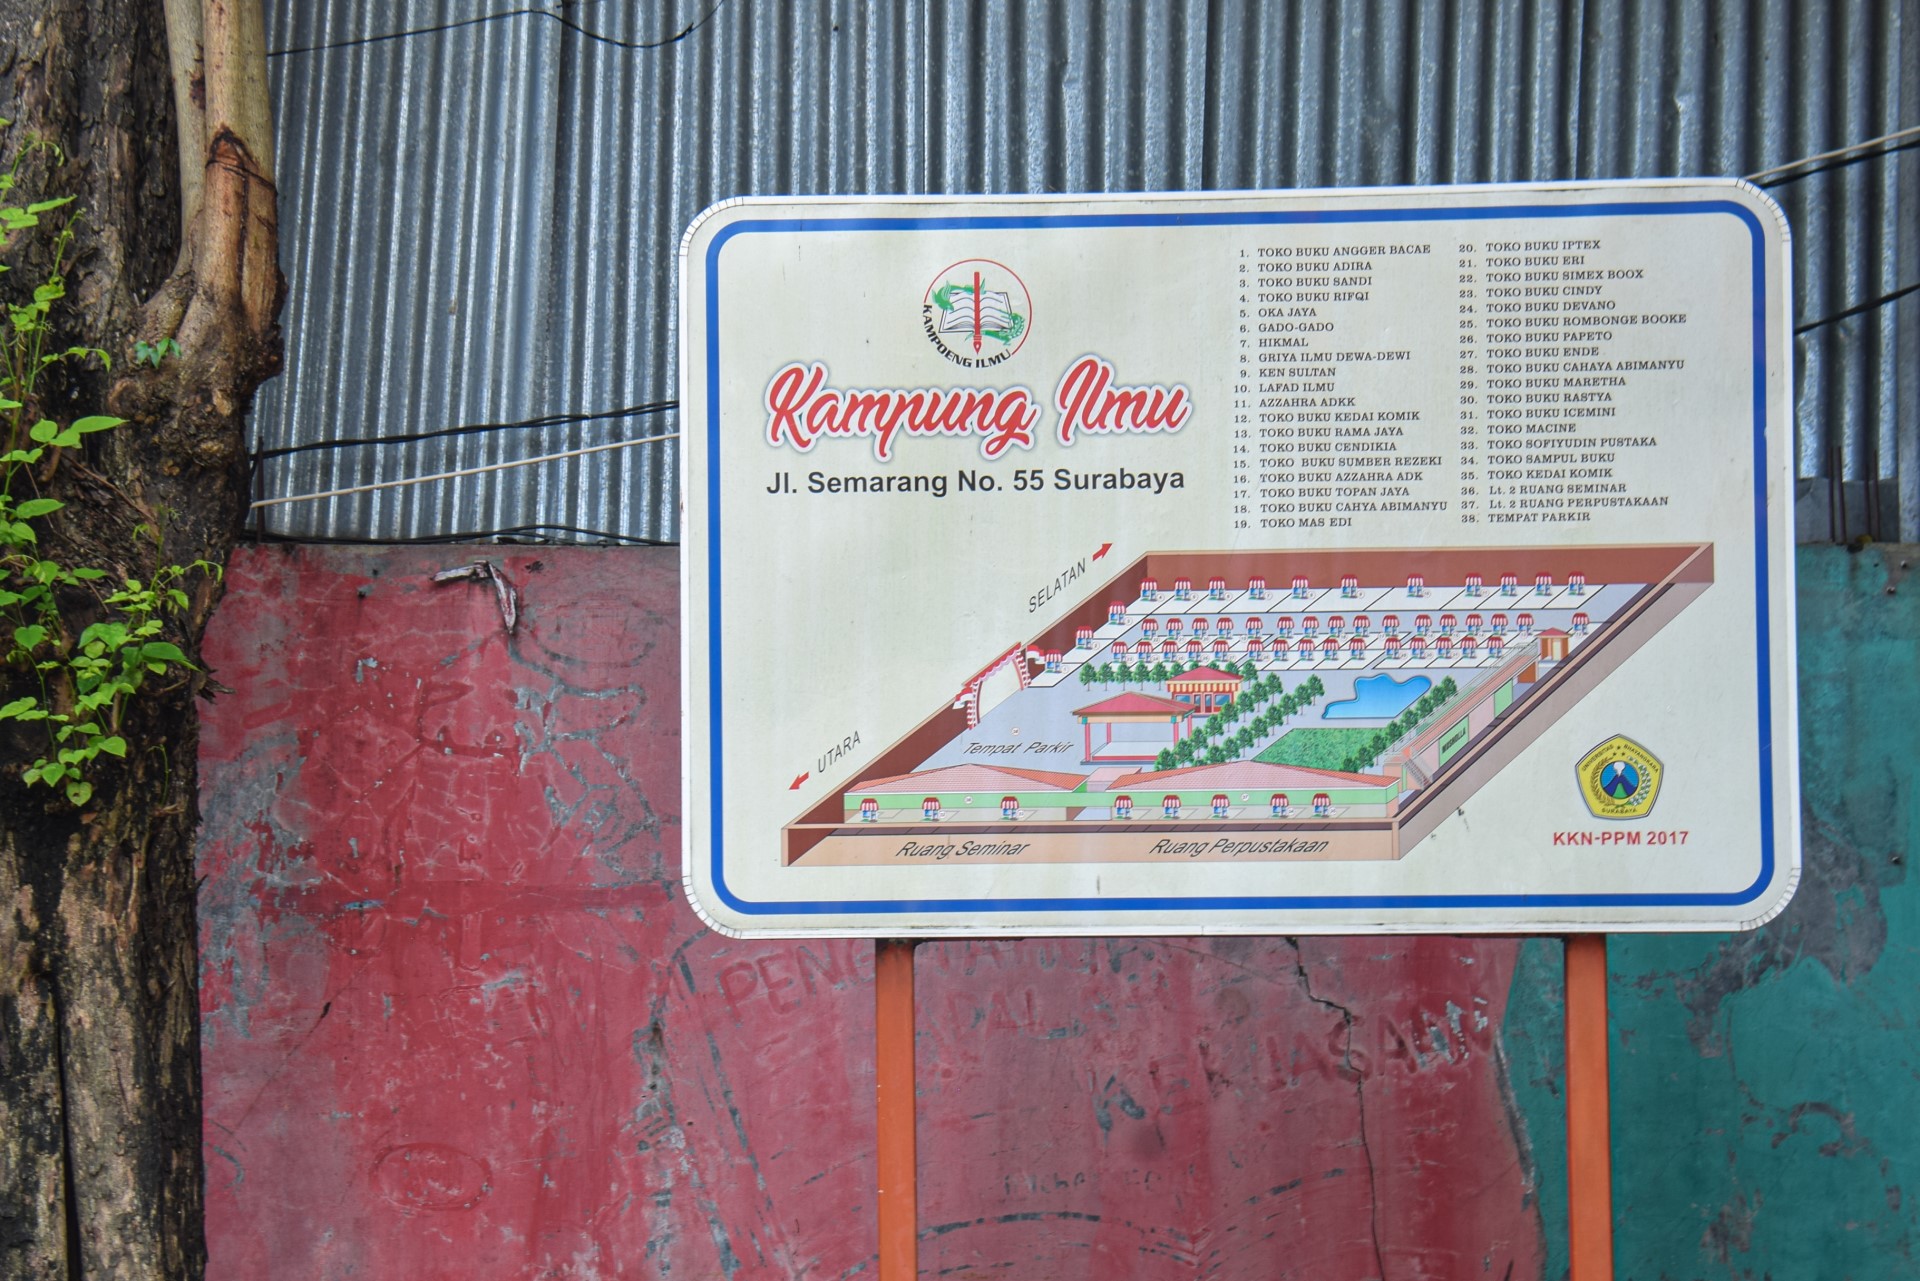 KAMPOENG ILMU
Kampung Ilmu
Jl. Semarang No. 55 Surabaya
1. TOKO BUKU ANGGER BACAE
2. TOKO BUKU ADIRA
3. TOKO BUKU SANDI
4. TOKO BUKU RIFQI
5. OKA JAYA
6. GADO-GADO
7. HIKMAL
8. GRIYA ILMU DEWA-DEWI
9. KEN SULTAN
10. LAFAD ILMU
11. AZZAHRA ADKK
12. TOKO BUKU KEDAI KOMIK
13. TOKO BUKU RAMA JAYA
14. TOKO BUKU CENDIKIA
15. TOKO BUKU SUMBER REZEKI
16. TOKO BUKU AZZAHRA ADK
17. TOKO BUKU TOPAN JAYA
18. TOKO BUKU CAHYA ABIMANYU
19. TOKO MAS EDI
20. TOKO BUKU IPTEX
21. TOKO BUKU ERI
22. TOKO BUKU SIMEX BOOX
23. TOKO BUKU CINDY
24. TOKO BUKU DEVANO
25. TOKO BUKU ROMBONGE BOOKE
26. TOKO BUKU PAPETO
27. TOKO BUKU ENDE
28. TOKO BUKU CAHAYA ABIMANYU
29. TOKO BUKU MARETHA
30. TOKO BUKU RASTYA
31. TOKO BUKU ICEMINI
32. TOKO MACINE
33. TOKO SOFIYUDIN PUSTAKA
34. TOKO SAMPUL BUKU
35. TOKO KEDAI KOMIK
36. Lt. 2 RUANG SEMINAR
37. Lt. 2 RUANG PERPUSTAKAAN
38. TEMPAT PARKIR
SELATAN
UTARA
Tempat Parkir
MUSHOLLA
Ruang Seminar
Ruang Perpustakaan
UNIVERSITAS BHAYANGKARA
SURABAYA
KKN-PPM 2017